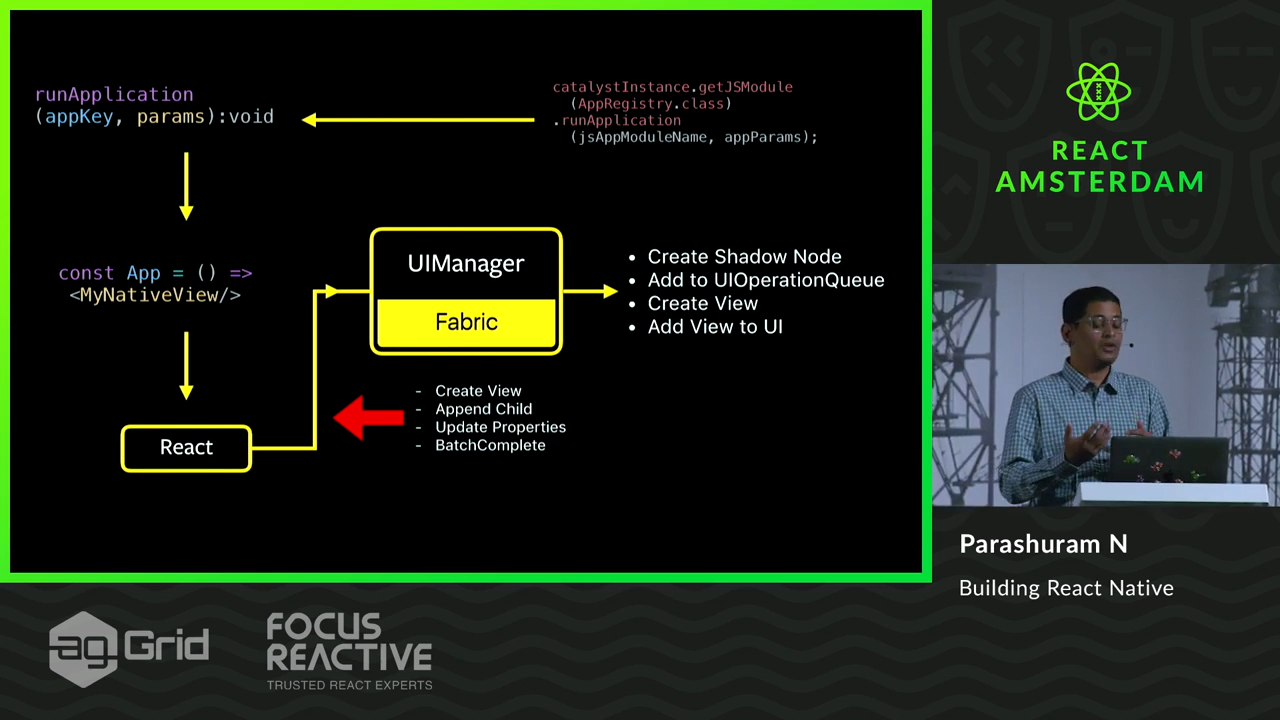 runApplication
(appKey, params):void
catalystInstance.getJSModule
(AppRegistry.class)
.runApplication
(jsAppModuleName, appParams);
const App = () =>
<MyNativeView/>
React
UIManager
Fabric
• Create Shadow Node
• Add to UIOperationQueue
• Create View
• Add View to UI
- Create View
- Append Child
- Update Properties
- BatchComplete
REACT
AMSTERDAM
Parashuram N
Building React Native
ag Grid
FOCUS
REACTIVE
TRUSTED REACT EXPERTS